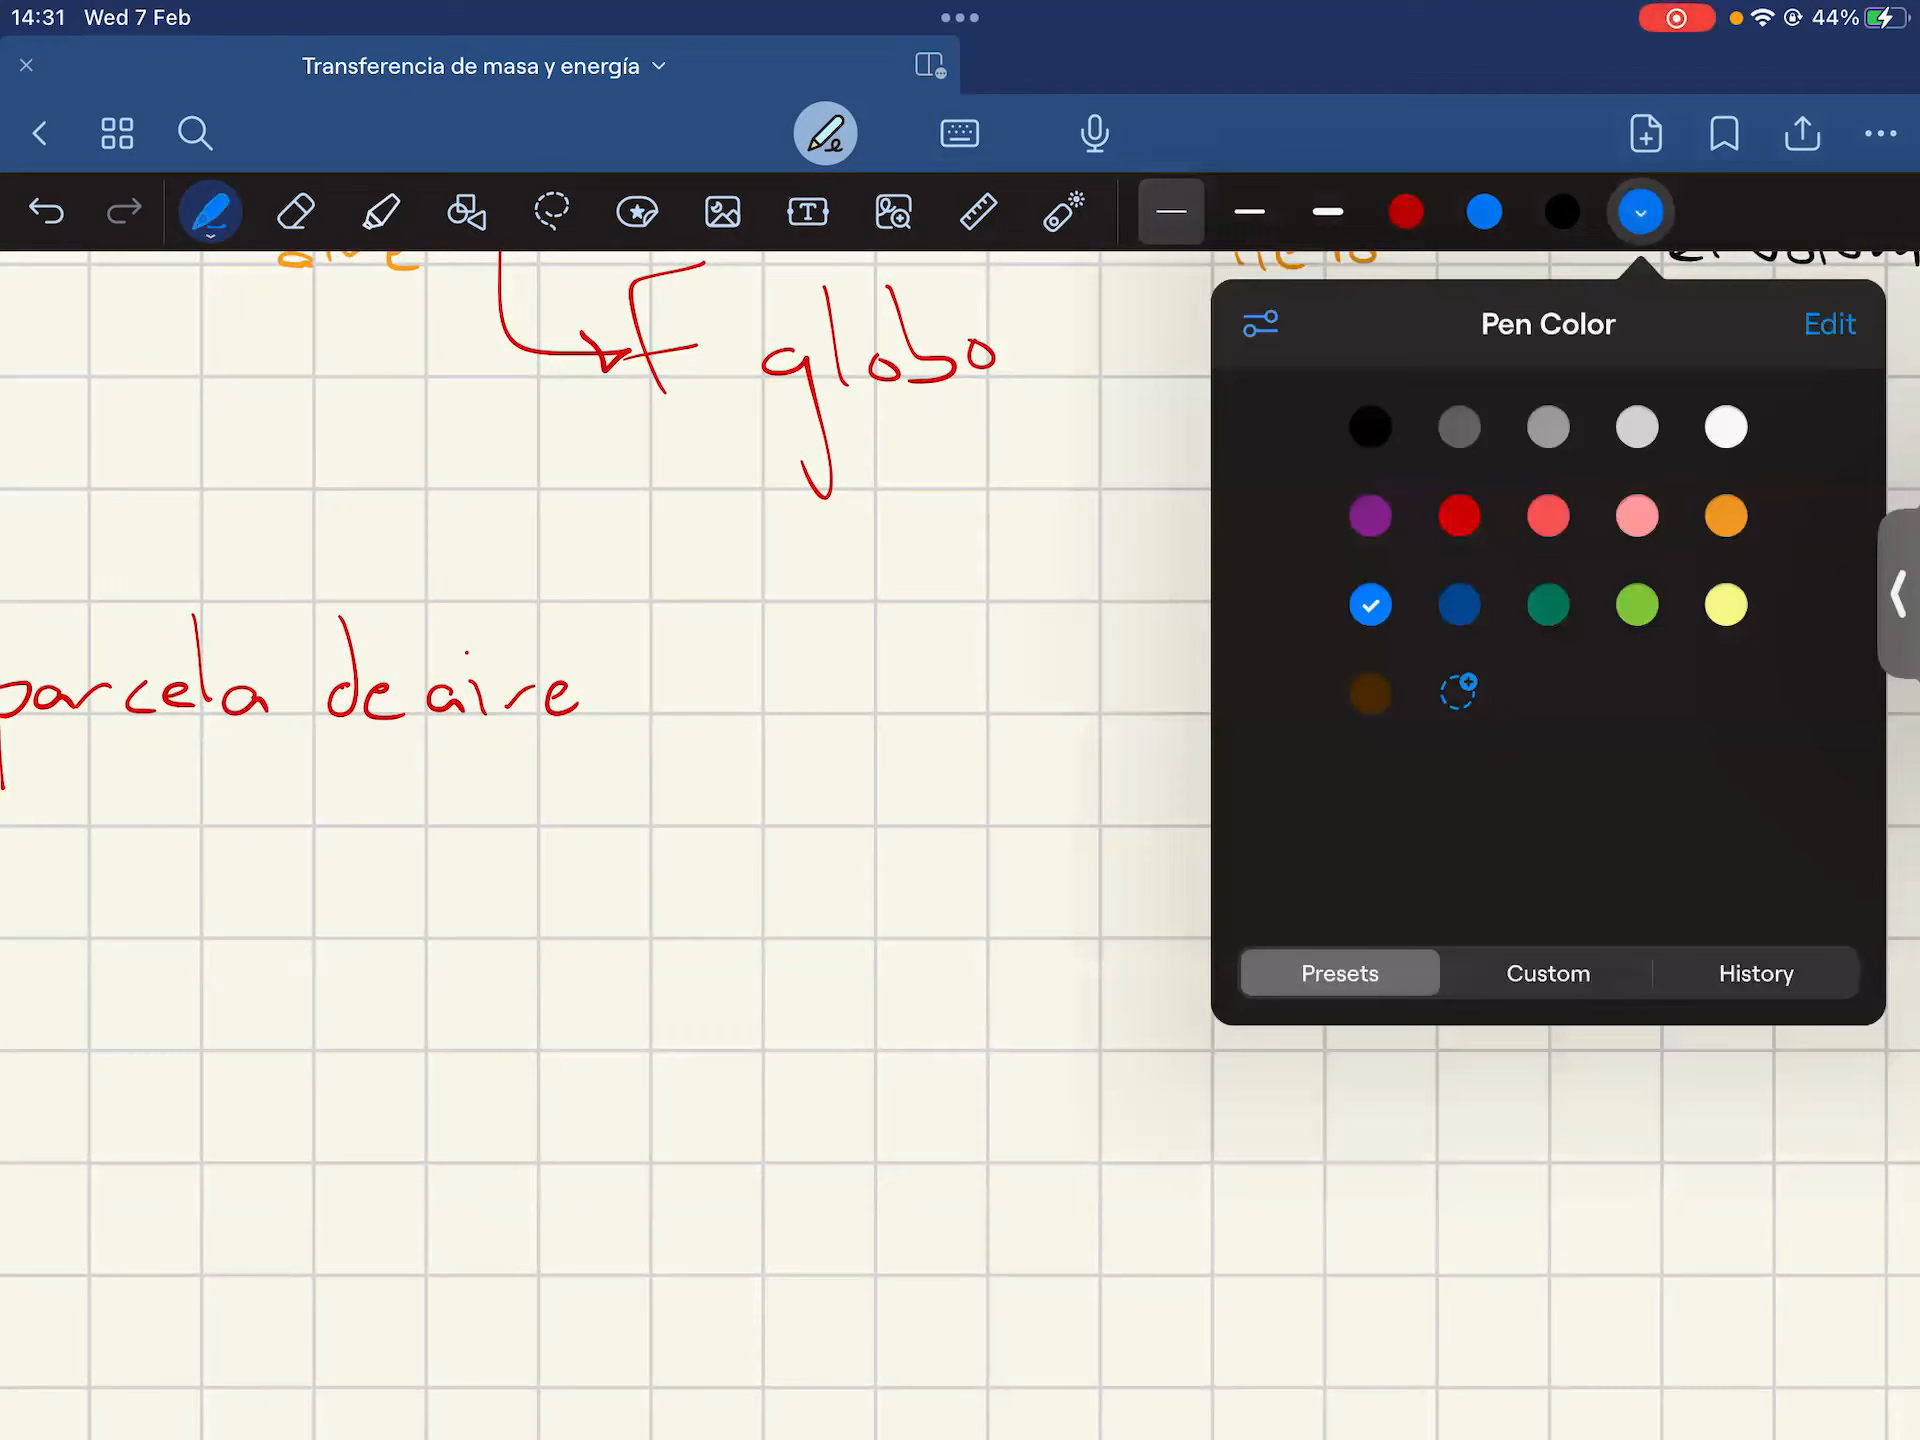 14:31 Wed 7 Feb
44%
Transferencia de masa y energía
aire
F globo
Pen Color
Edit
parcela de aire
Presets
Custom
History